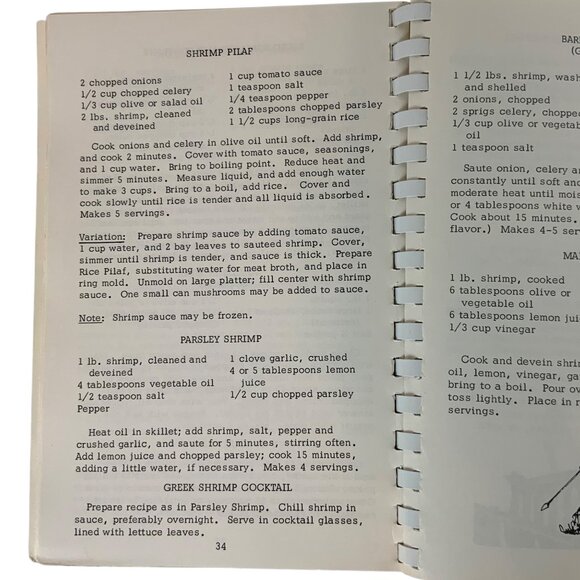 SHRIMP PILAF
2 chopped onions
1/2 cup chopped celery
1/3 cup olive or salad oil
2 lbs. shrimp, cleaned
and deveined
1 cup tomato sauce
1 teaspoon salt
1/4 teaspoon pepper
2 tablespoons chopped parsley
1 1/2 cups long-grain rice
Cook onions and celery in olive oil until soft. Add shrimp,
and cook 2 minutes. Cover with tomato sauce, seasonings,
and 1 cup water. Bring to boiling point. Reduce heat and
simmer 5 minutes. Measure liquid, and add enough water
to make 3 cups. Bring to a boil, add rice. Cover and
cook slowly until rice is tender and all liquid is absorbed.
Makes 5 servings.
Variation: Prepare shrimp sauce by adding tomato sauce,
1 cup water, and 2 bay leaves to sauteed shrimp. Cover,
simmer until shrimp is tender, and sauce is thick. Prepare
Rice Pilaf, substituting water for meat broth, and place in
ring mold. Unmold on large platter; fill center with shrimp
sauce. One small can mushrooms may be added to sauce.
Note: Shrimp sauce may be frozen.
PARSLEY SHRIMP
1 lb. shrimp, cleaned and
deveined
4 tablespoons vegetable oil
1/2 teaspoon salt
Pepper
1 clove garlic, crushed
4 or 5 tablespoons lemon
juice
1/2 cup chopped parsley
Heat oil in skillet; add shrimp, salt, pepper and
crushed garlic, and saute for 5 minutes, stirring often.
Add lemon juice and chopped parsley; cook 15 minutes,
adding a little water, if necessary. Makes 4 servings.
GREEK SHRIMP COCKTAIL
Prepare recipe as in Parsley Shrimp. Chill shrimp in
sauce, preferably overnight. Serve in cocktail glasses,
lined with lettuce leaves.
34
1 1/2 lbs. shrimp,
and shelled
2 onions, chopped
2 sprigs celery,
1/3 cup olive or
oil
1 teaspoon salt
Saute onion, celery
constantly until soft
moderate heat until
or 4 tablespoons white
Cook about 15 minutes.
flavor.) Makes 4-5
1 lb. shrimp, cooked
6 tablespoons olive or
vegetable oil
6 tablespoons lemon
1/3 cup vinegar
Cook and devein
oil, lemon, vinegar,
bring to a boil. Pour
toss lightly. Place in
servings.